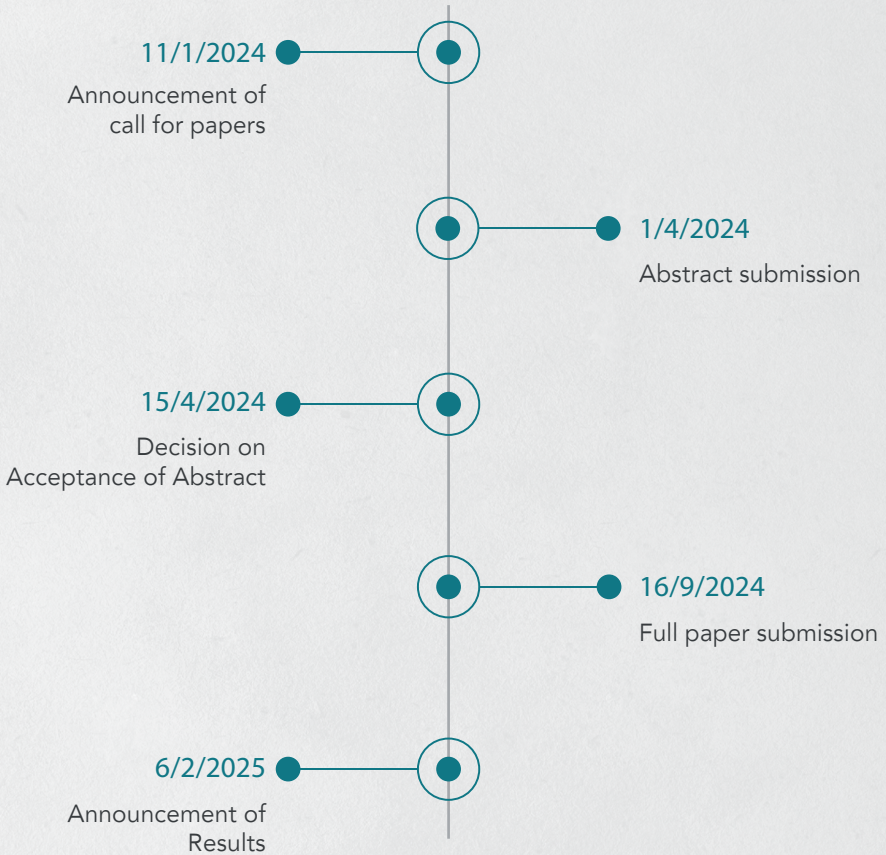 11/1/2024
Announcement of
call for papers
1/4/2024
Abstract submission
15/4/2024
Decision on
Acceptance of Abstract
16/9/2024
Full paper submission
6/2/2025
Announcement of
Results